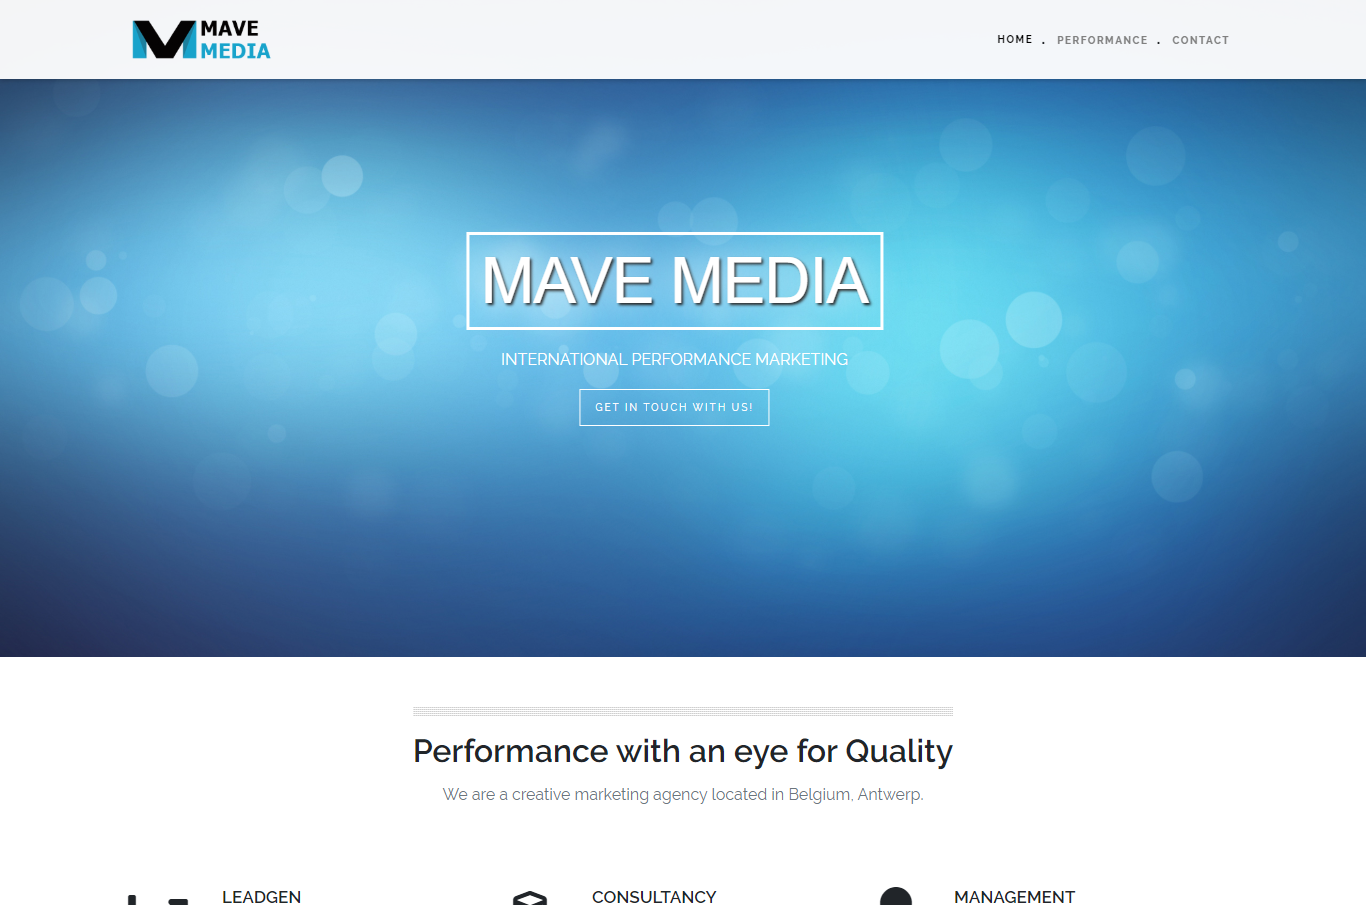 MAVE
MEDIA
HOME . PERFORMANCE . CONTACT
MAVE MEDIA
INTERNATIONAL PERFORMANCE MARKETING
GET IN TOUCH WITH US!
Performance with an eye for Quality
We are a creative marketing agency located in Belgium, Antwerp.
LEADGEN
CONSULTANCY
MANAGEMENT